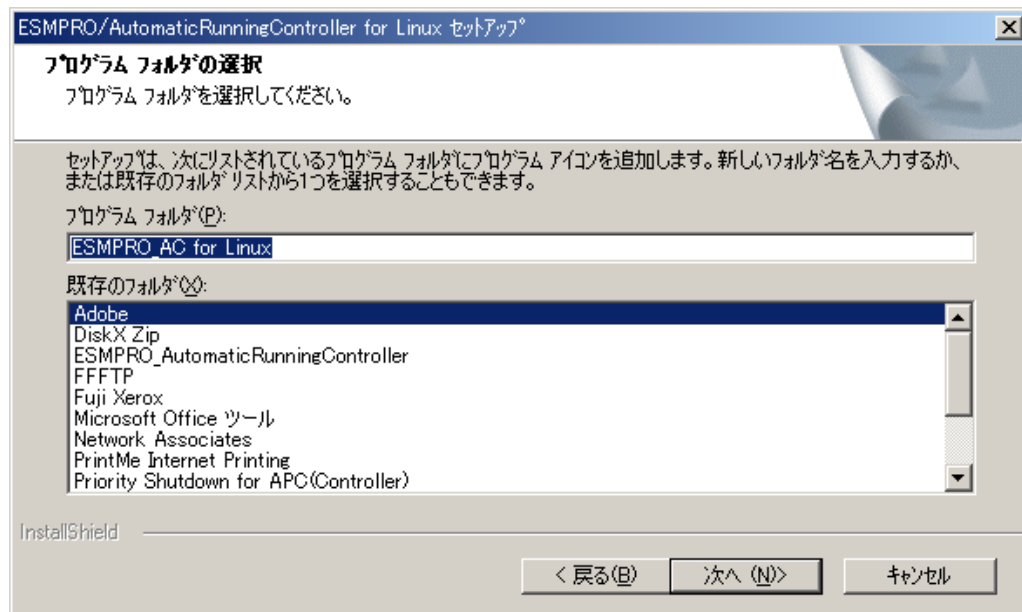 ESMPRO/AutomaticRunningController for Linux ｾｯﾄｱｯﾌﾟ
ﾌﾟﾛｸﾞﾗﾑ ﾌｫﾙﾀﾞの選択
ﾌﾟﾛｸﾞﾗﾑ ﾌｫﾙﾀﾞを選択してください。
ｾｯﾄｱｯﾌﾟは、次にﾘｽﾄされているﾌﾟﾛｸﾞﾗﾑ ﾌｫﾙﾀﾞにﾌﾟﾛｸﾞﾗﾑ ｱｲｺﾝを追加します。新しいﾌｫﾙﾀﾞ名を入力するか、
または既存のﾌｫﾙﾀﾞ ﾘｽﾄから1つを選択することもできます。
ﾌﾟﾛｸﾞﾗﾑ ﾌｫﾙﾀﾞ(P):
ESMPRO_AC for Linux
既存のﾌｫﾙﾀﾞ(X):
Adobe
DiskX Zip
ESMPRO_AutomaticRunningController
FFFTP
Fuji Xerox
Microsoft Office ツール
Network Associates
PrintMe Internet Printing
Priority Shutdown for APC(Controller)
InstallShield
< 戻る(B) 次へ (N)> ｷｬﾝｾﾙ